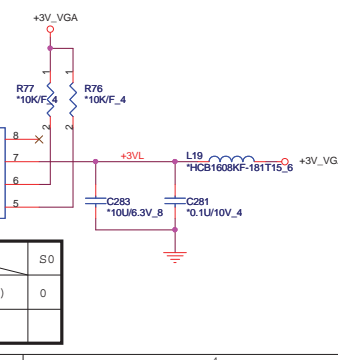 +3V_VGA
1
1
R77
*10K/F_4
R76
*10K/F_4
2
2
8
7
+3VL
L19
*HCB1608KF-181T15_6
+3V_VG
6
5
C283
*10U/6.3V_8
C281
*0.1U/10V_4
S0
)
0